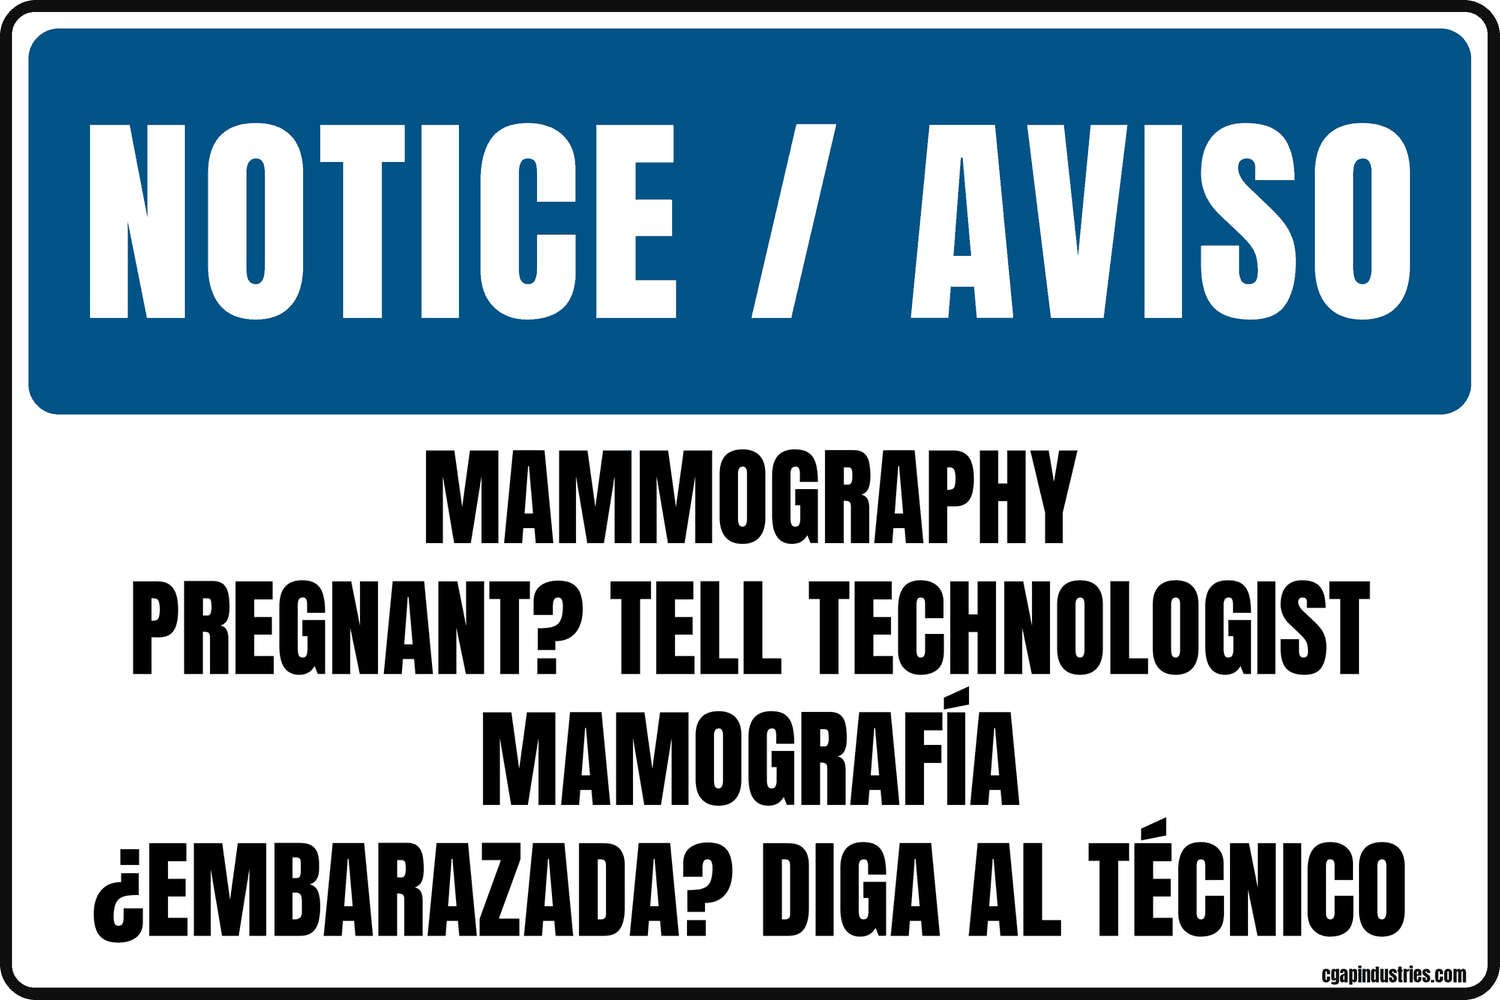 NOTICE / AVISO
MAMMOGRAPHY
PREGNANT? TELL TECHNOLOGIST
MAMOGRAFÍA
¿EMBARAZADA? DIGA AL TÉCNICO
cgapindustries.com